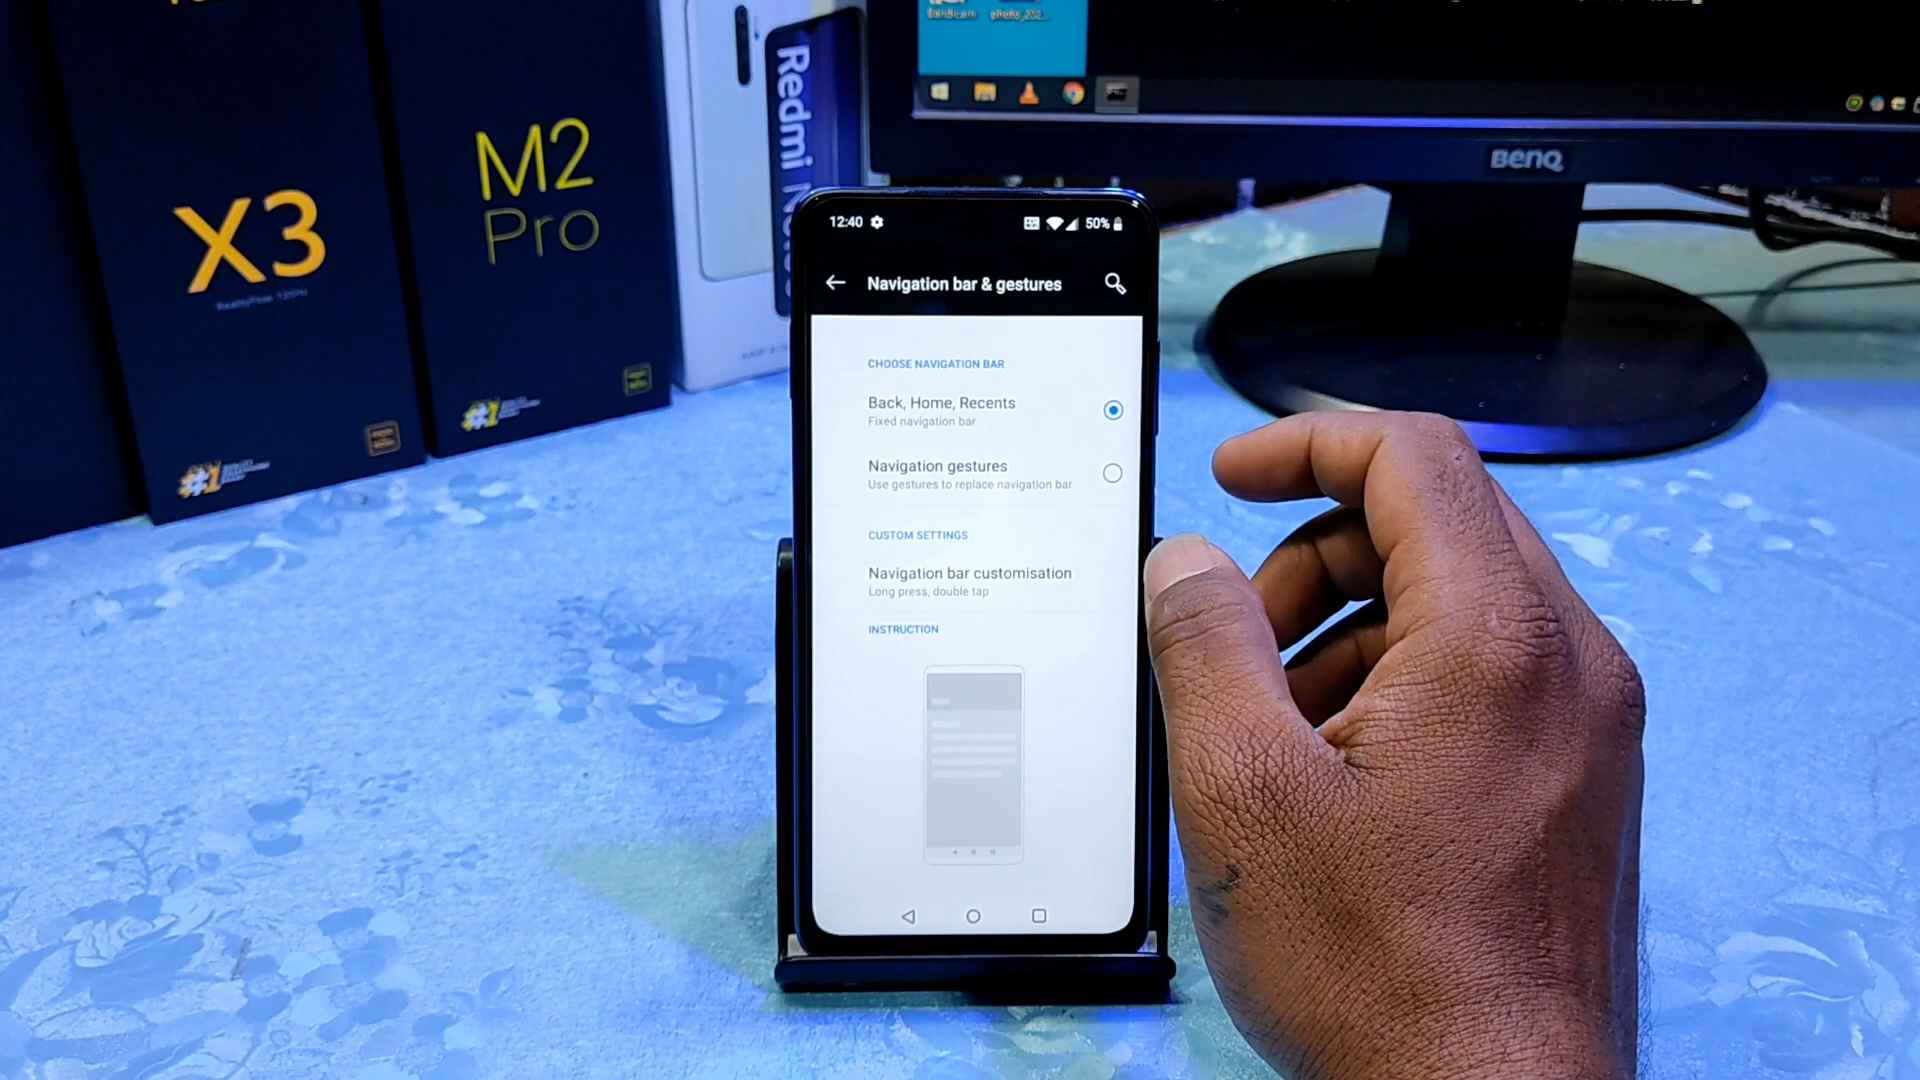 X3
M2
Pro
#1
#1
Redmi
BenQ
12:40
50%
Navigation bar & gestures
CHOOSE NAVIGATION BAR
Back, Home, Recents
Fixed navigation bar
Navigation gestures
Use gestures to replace navigation bar
CUSTOM SETTINGS
Navigation bar customisation
Long press, double tap
INSTRUCTION